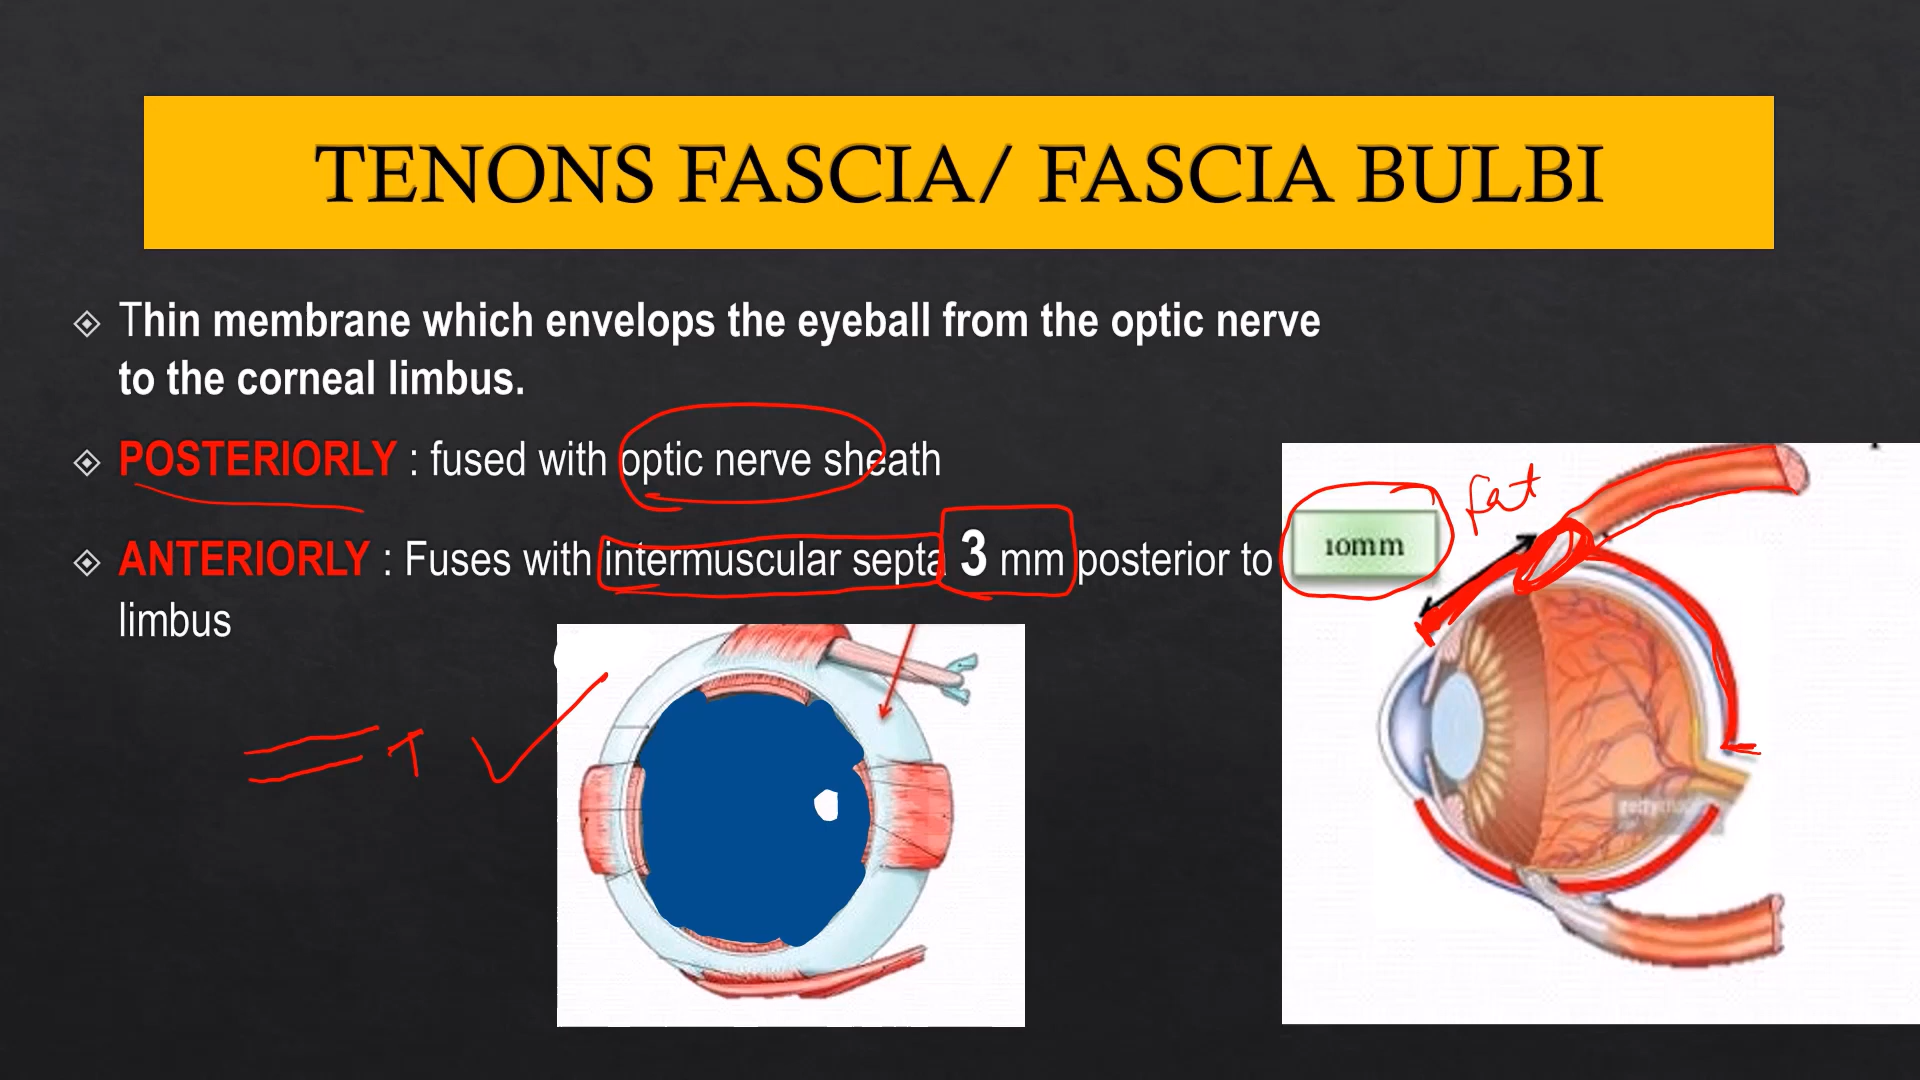 TENONS FASCIA/ FASCIA BULBI
Thin membrane which envelops the eyeball from the optic nerve
to the corneal limbus.
POSTERIORLY : fused with optic nerve sheath
ANTERIORLY : Fuses with intermuscular septa 3 mm posterior to
limbus
10mm
fat